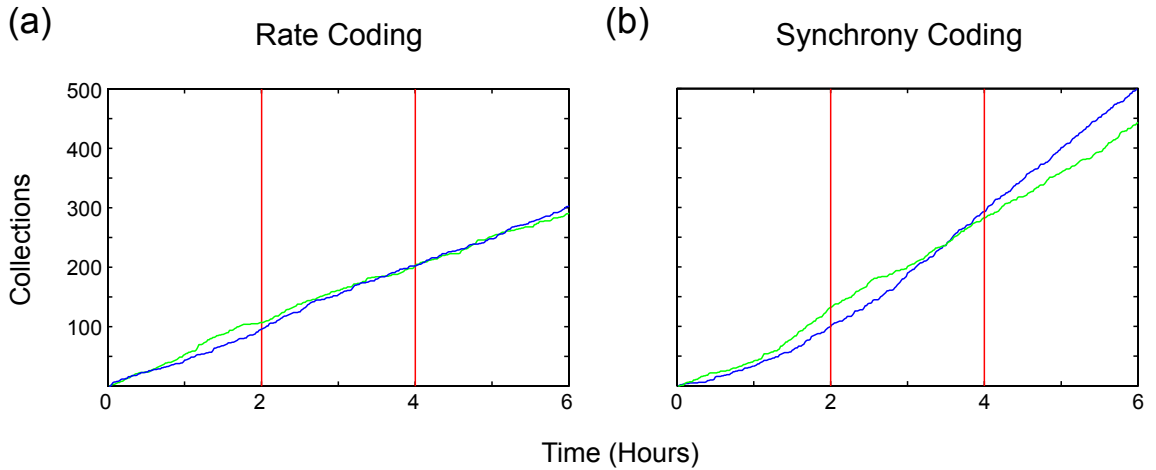 (a)
Rate Coding
(b)
Synchrony Coding
500
400
300
200
100
Collections
0
2
4
6
0
2
4
6
Time (Hours)